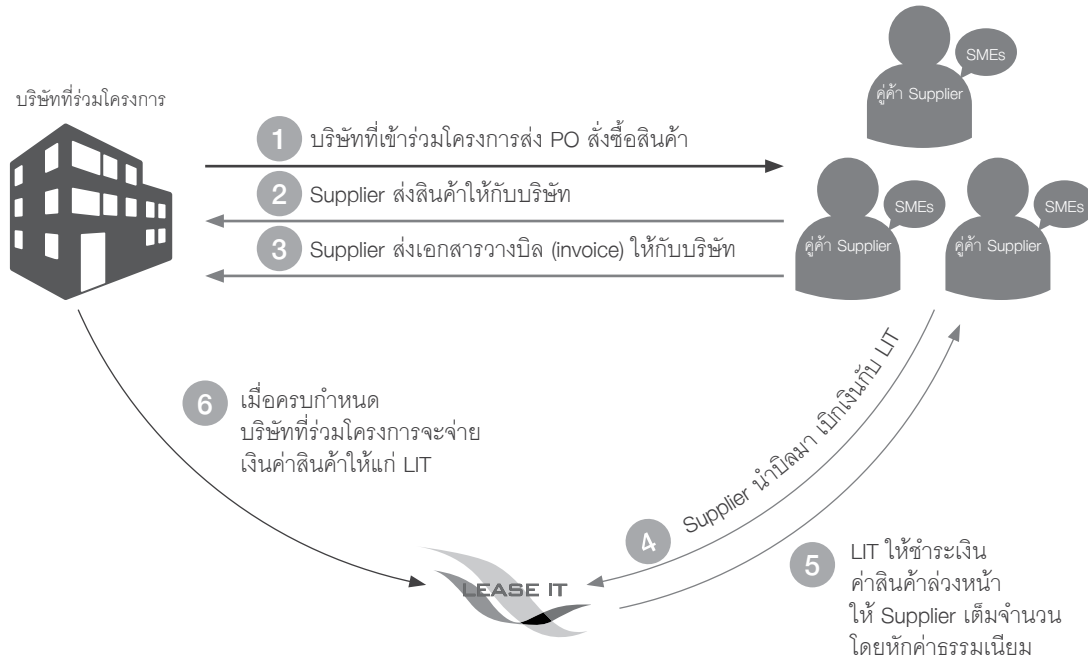 SMEs
คู่ค้า Supplier
บริษัทที่ร่วมโครงการ
1 บริษัทที่เข้าร่วมโครงการส่ง PO สั่งซื้อสินค้า
2 Supplier ส่งสินค้าให้กับบริษัท
3 Supplier ส่งเอกสารวางบิล (invoice) ให้กับบริษัท
SMEs
คู่ค้า Supplier
SMEs
คู่ค้า Supplier
4 Supplier นำบิลมา เบิกเงินกับ LIT
6 เมื่อครบกำหนด
บริษัทที่ร่วมโครงการจะจ่าย
เงินค่าสินค้าให้แก่ LIT
LEASE IT
5 LIT ให้ชำระเงิน
ค่าสินค้าล่วงหน้า
ให้ Supplier เต็มจำนวน
โดยหักค่าธรรมเนียม